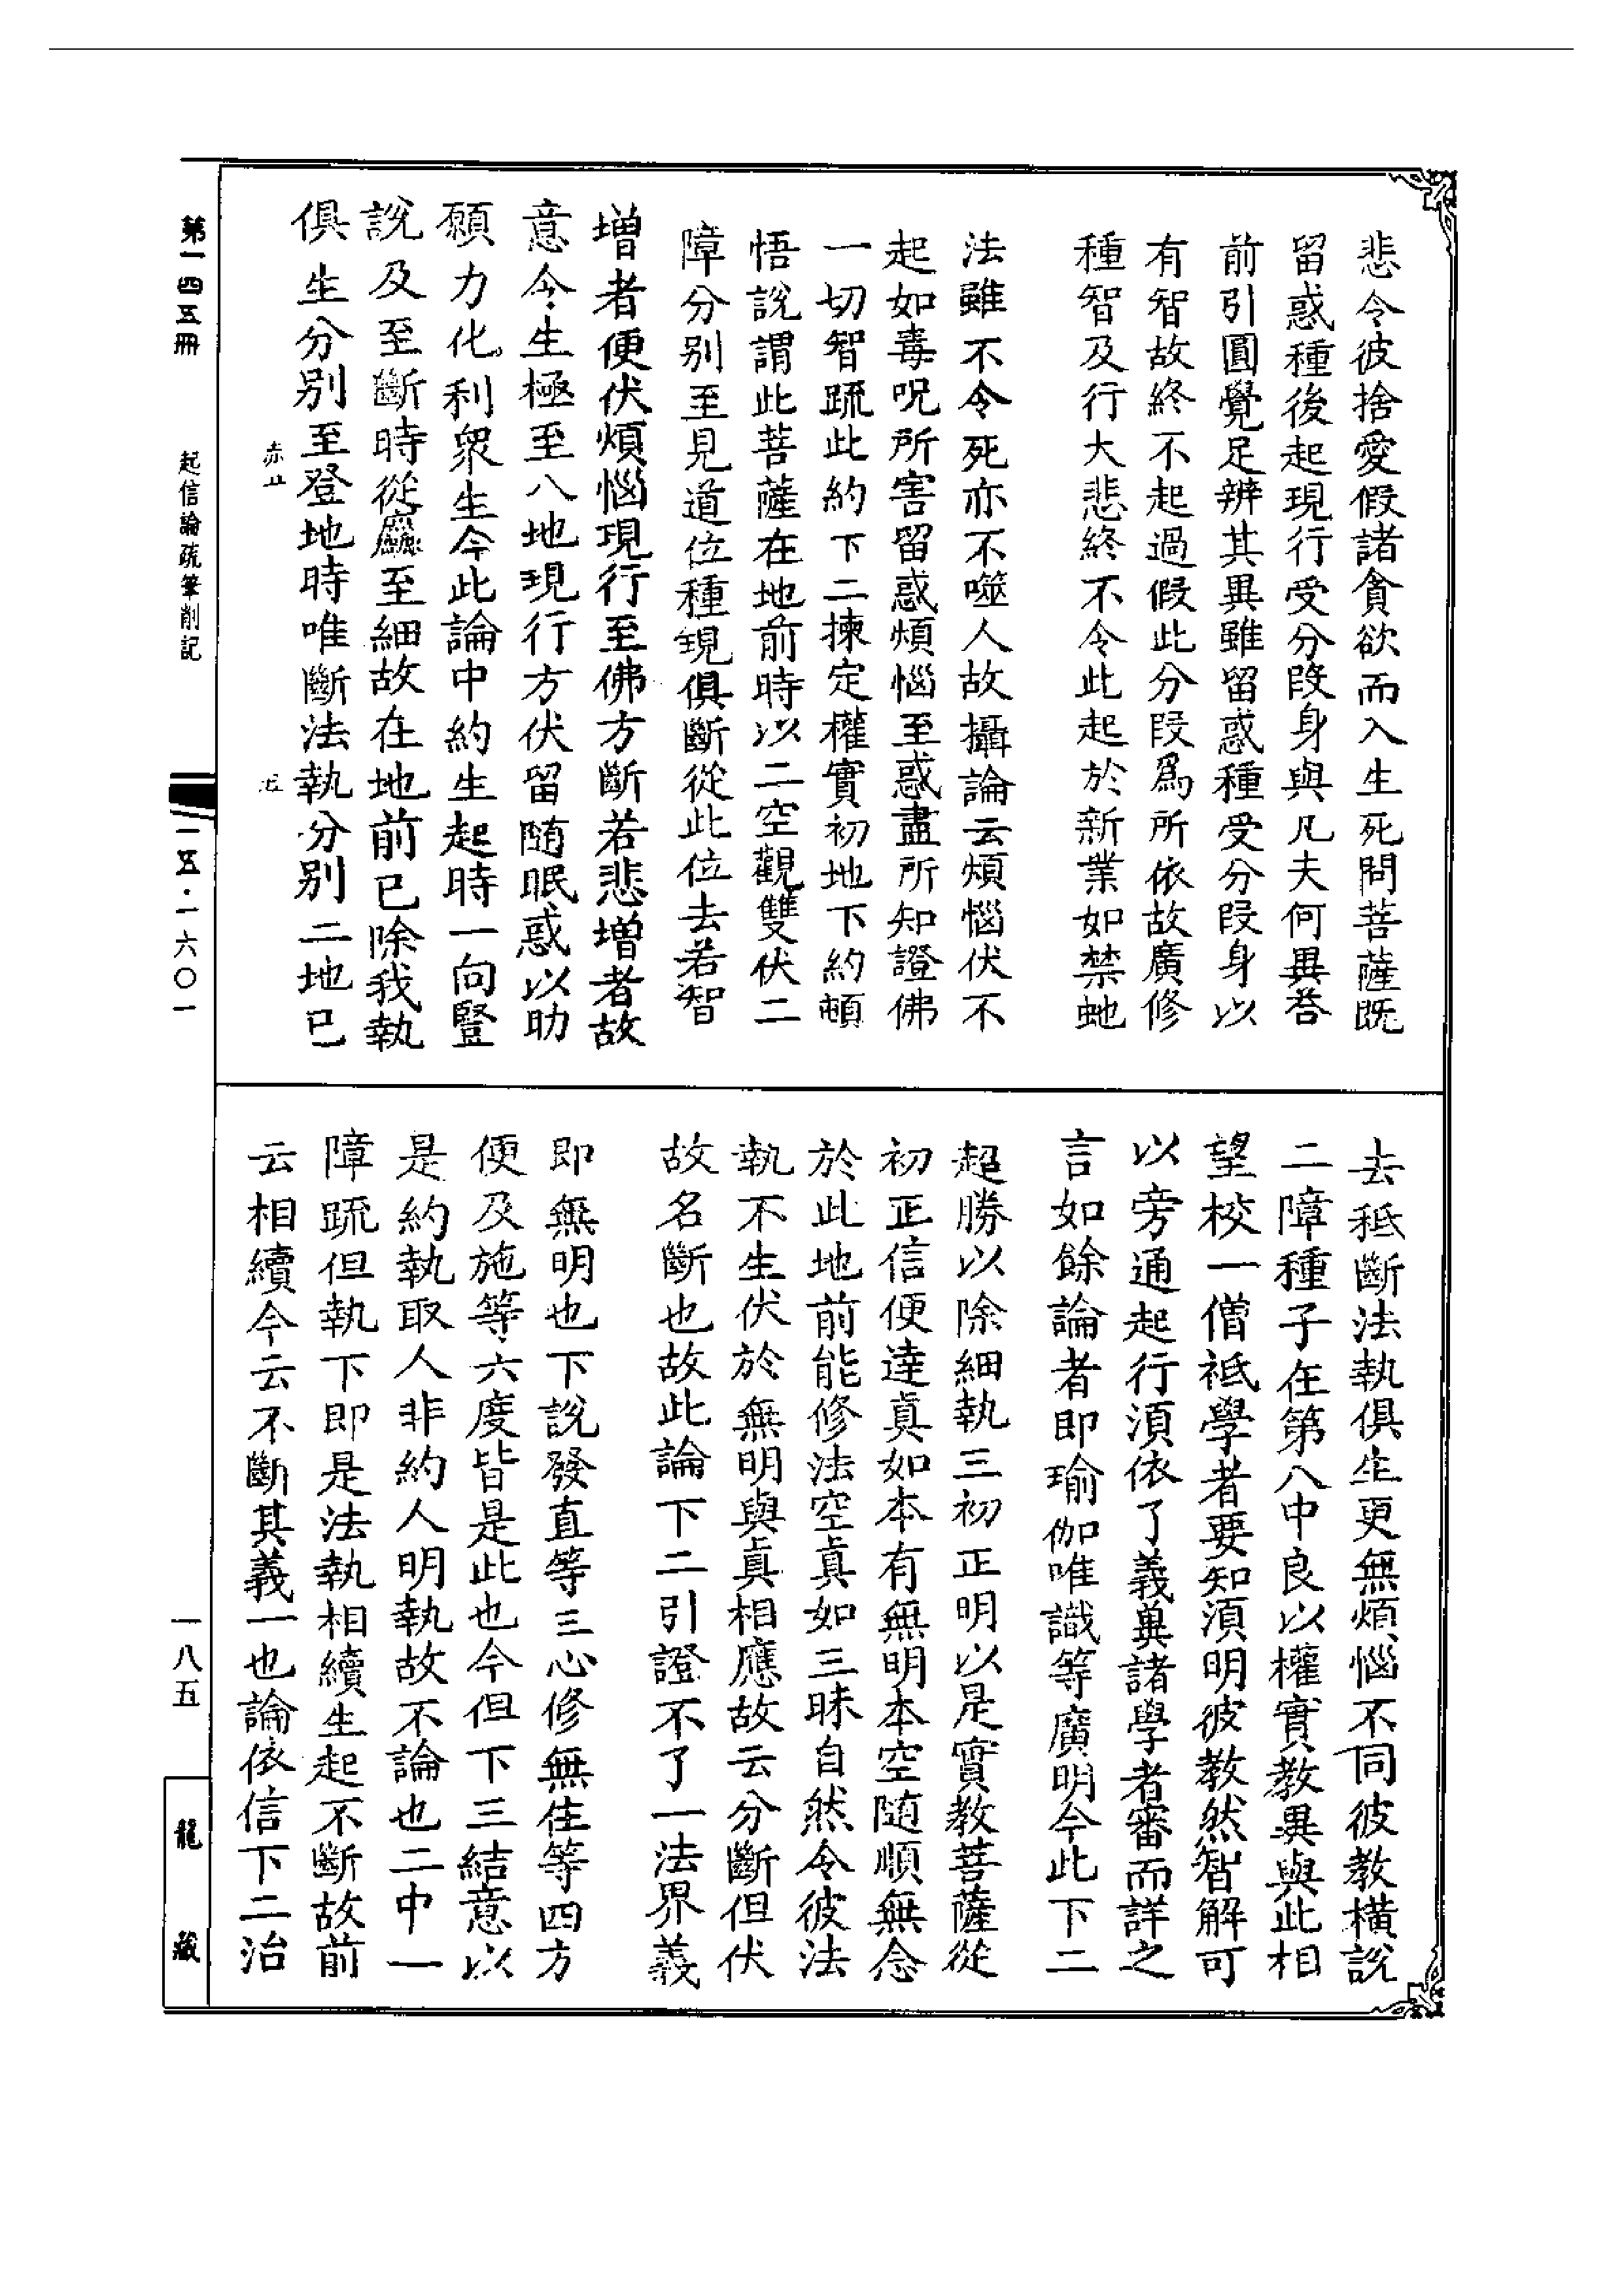 悲令彼捨愛假諸貪欲而入生死問菩薩既
留惑種後起現行受分段身與凡夫何異荅
前引圓覺足辨其異雖留惑種受分段身以
有智故終不起過假此分段為所依故廣修
種智及行大悲終不令此起於新業如禁虵
法雖不令死亦不噬人故攝論云煩惱伏不
起如毒呪所害留惑煩惱至惑盡所知證佛
一切智䟽此約下二揀定權實初地下約頓
悟說謂此菩薩在地前時以二空觀雙伏二
障分別至見道位種現俱斷從此位去若智
增者便伏煩惱現行至佛方斷若悲增者故
意令生極至八地現行方伏留隨眠惑以助
願力化利衆生今此論中約生起時一向豎
說及至斷時從麤至細故在地前已除我執
俱生分別至登地時唯斷法執分別二地已
去秖斷法執俱生更無煩惱不同彼教橫說
二障種子在第八中良以權實教異與此相
望校一僧祇學者要知須明彼教然智解可
以旁通起行須依了義兾諸學者審而詳之
言如餘論者即瑜伽唯識等廣明今此下二
超勝以除細執三初正明以是實教菩薩從
初正信便達真如本有無明本空隨順無念
於此地前能修法空真如三昧自然令彼法
執不生伏於無明與真相應故云分斷但伏
故名斷也故此論下二引證不了一法界義
即無明也下說發直等三心修無住等四方
便及施等六度皆是此也今但下三結意以
是約執取人非約人明執故不論也二中一
障䟽但執下即是法執相續生起不斷故前
云相續今云不斷其義一也論依信下二治
第一四五冊
起信論疏筆削記
一五·一六〇一
一八五
龍藏